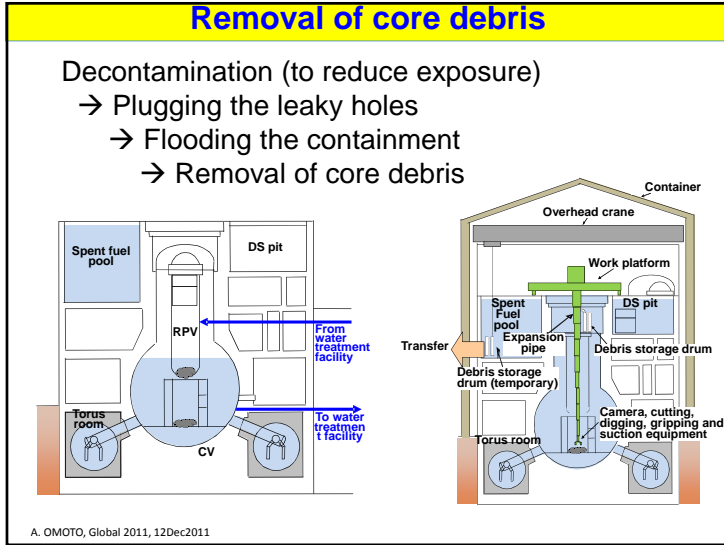 Removal of core debris
Decontamination (to reduce exposure)
→ Plugging the leaky holes
→ Flooding the containment
→ Removal of core debris
Spent fuel
pool
DS pit
RPV
From
water
treatment
facility
Torus
room
To water
treatmen
t facility
CV
Container
Overhead crane
Work platform
Spent
Fuel
pool
DS pit
Expansion
pipe
Transfer
Debris storage drum
Debris storage
drum (temporary)
Camera, cutting,
digging, gripping and
suction equipment
Torus room
A. OMOTO, Global 2011, 12Dec2011